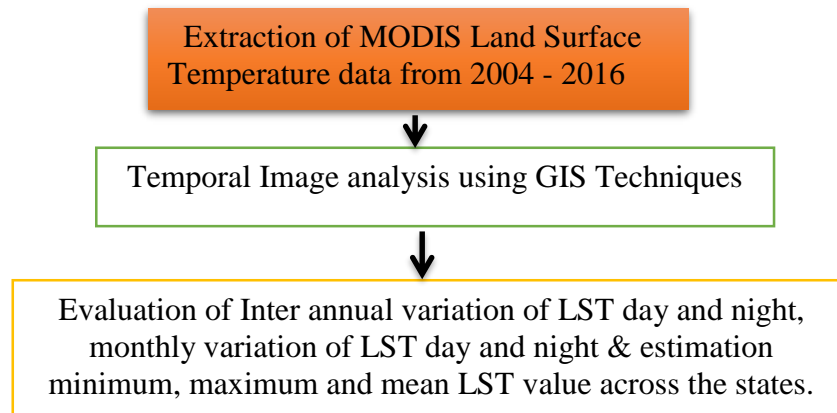 Extraction of MODIS Land Surface
Temperature data from 2004 - 2016
Temporal Image analysis using GIS Techniques
Evaluation of Inter annual variation of LST day and night,
monthly variation of LST day and night & estimation
minimum, maximum and mean LST value across the states.